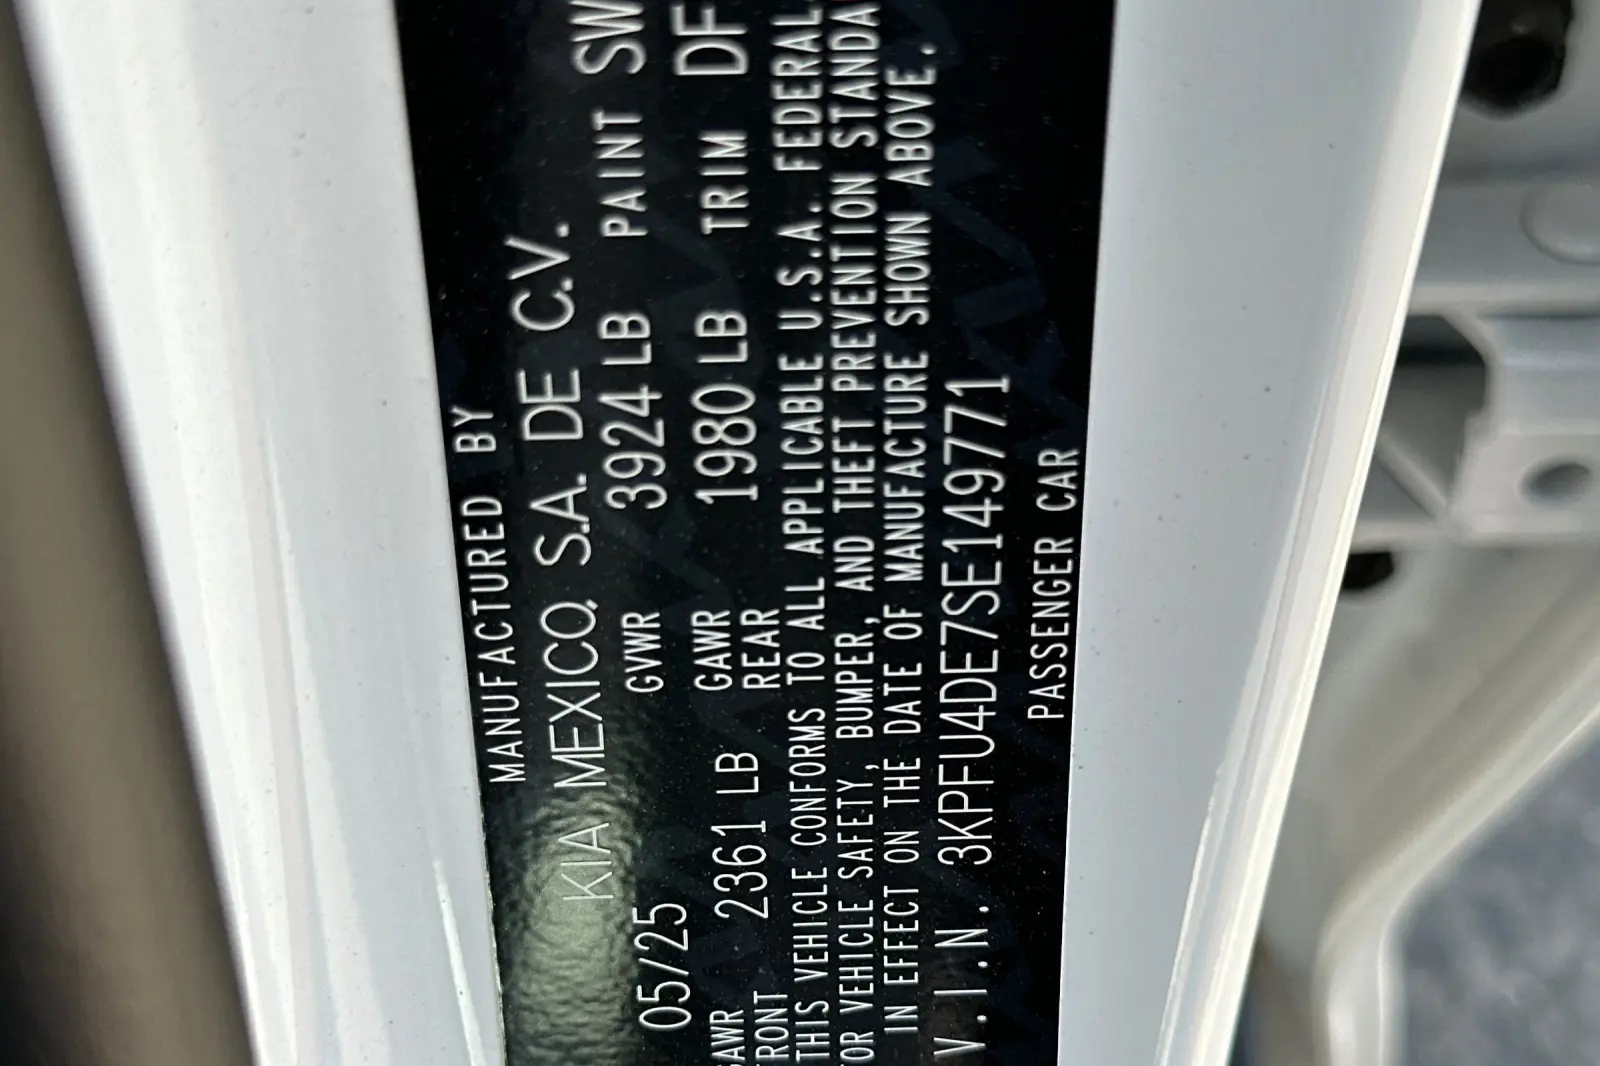 MANUFACTURED BY
KIA MEXICO, S.A. DE C.V.
05/25 GVWR 3924 LB PAINT SW
GAWR 2361 LB GAWR 1980 LB TRIM DF
FRONT REAR
THIS VEHICLE CONFORMS TO ALL APPLICABLE U.S.A. FEDERAL
VEHICLE SAFETY, BUMPER, AND THEFT PREVENTION STANDA
IN EFFECT ON THE DATE OF MANUFACTURE SHOWN ABOVE.
V.I.N. 3KPFU4DE7SE149771
PASSENGER CAR